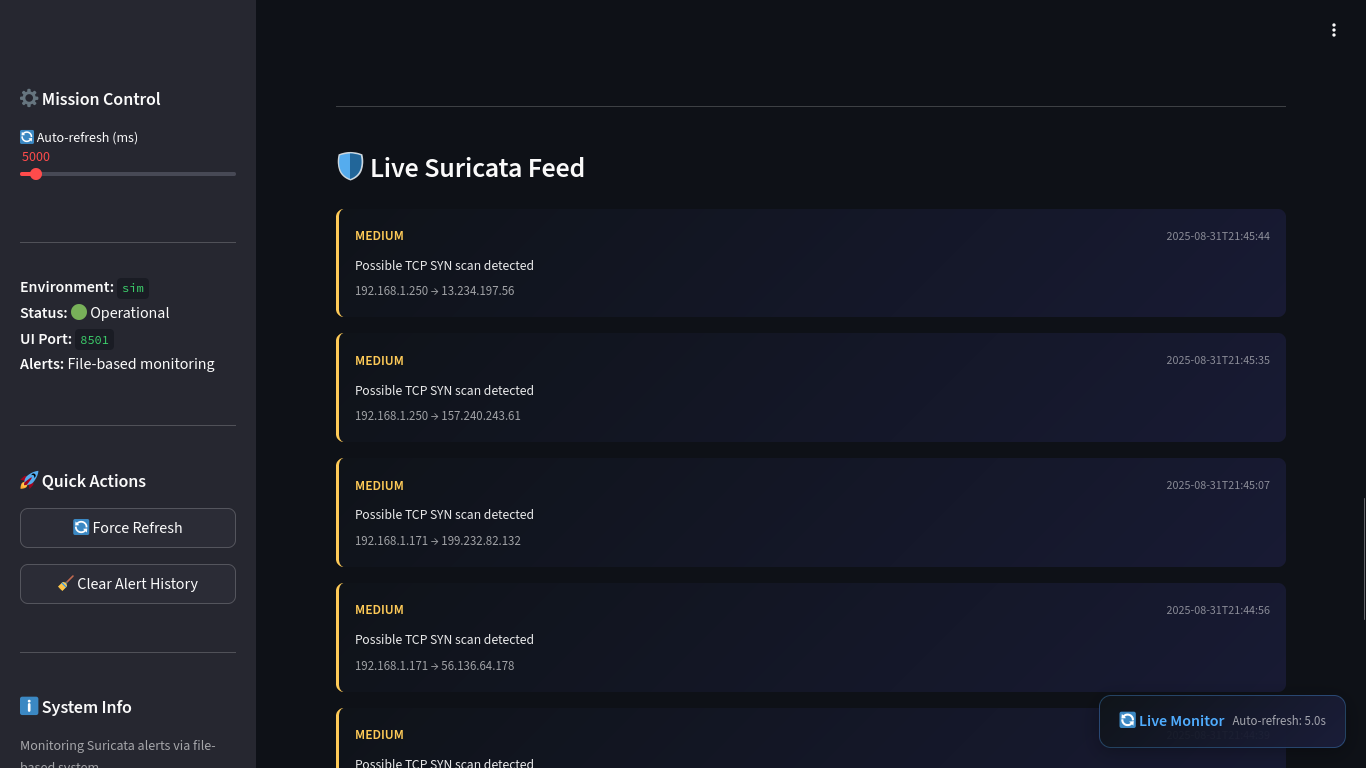 Mission Control
Auto-refresh (ms)
5000
Environment: sim
Status: Operational
UI Port: 8501
Alerts: File-based monitoring
Quick Actions
Force Refresh
Clear Alert History
System Info
Monitoring Suricata alerts via file-
based system
Live Suricata Feed
MEDIUM 2025-08-31T21:45:44
Possible TCP SYN scan detected
192.168.1.250 → 13.234.197.56
MEDIUM 2025-08-31T21:45:35
Possible TCP SYN scan detected
192.168.1.250 → 157.240.243.61
MEDIUM 2025-08-31T21:45:07
Possible TCP SYN scan detected
192.168.1.171 → 199.232.82.132
MEDIUM 2025-08-31T21:44:56
Possible TCP SYN scan detected
192.168.1.171 → 56.136.64.178
MEDIUM
Possible TCP SYN scan detected
Live Monitor Auto-refresh: 5.0s